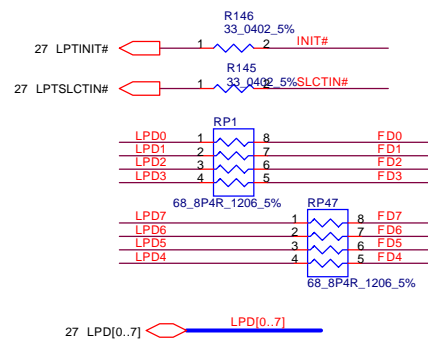 R146
33_0402_5%
27 LPTINIT# 1 2 INIT#
R145
33_0402_5%
27 LPTSLCTIN# 1 2 SLCTIN#
RP1
LPD0 1 8 FD0
LPD1 2 7 FD1
LPD2 3 6 FD2
LPD3 4 5 FD3
68_8P4R_1206_5%
RP47
LPD7 1 8 FD7
LPD6 2 7 FD6
LPD5 3 6 FD5
LPD4 4 5 FD4
68_8P4R_1206_5%
27 LPD[0..7] LPD[0..7]